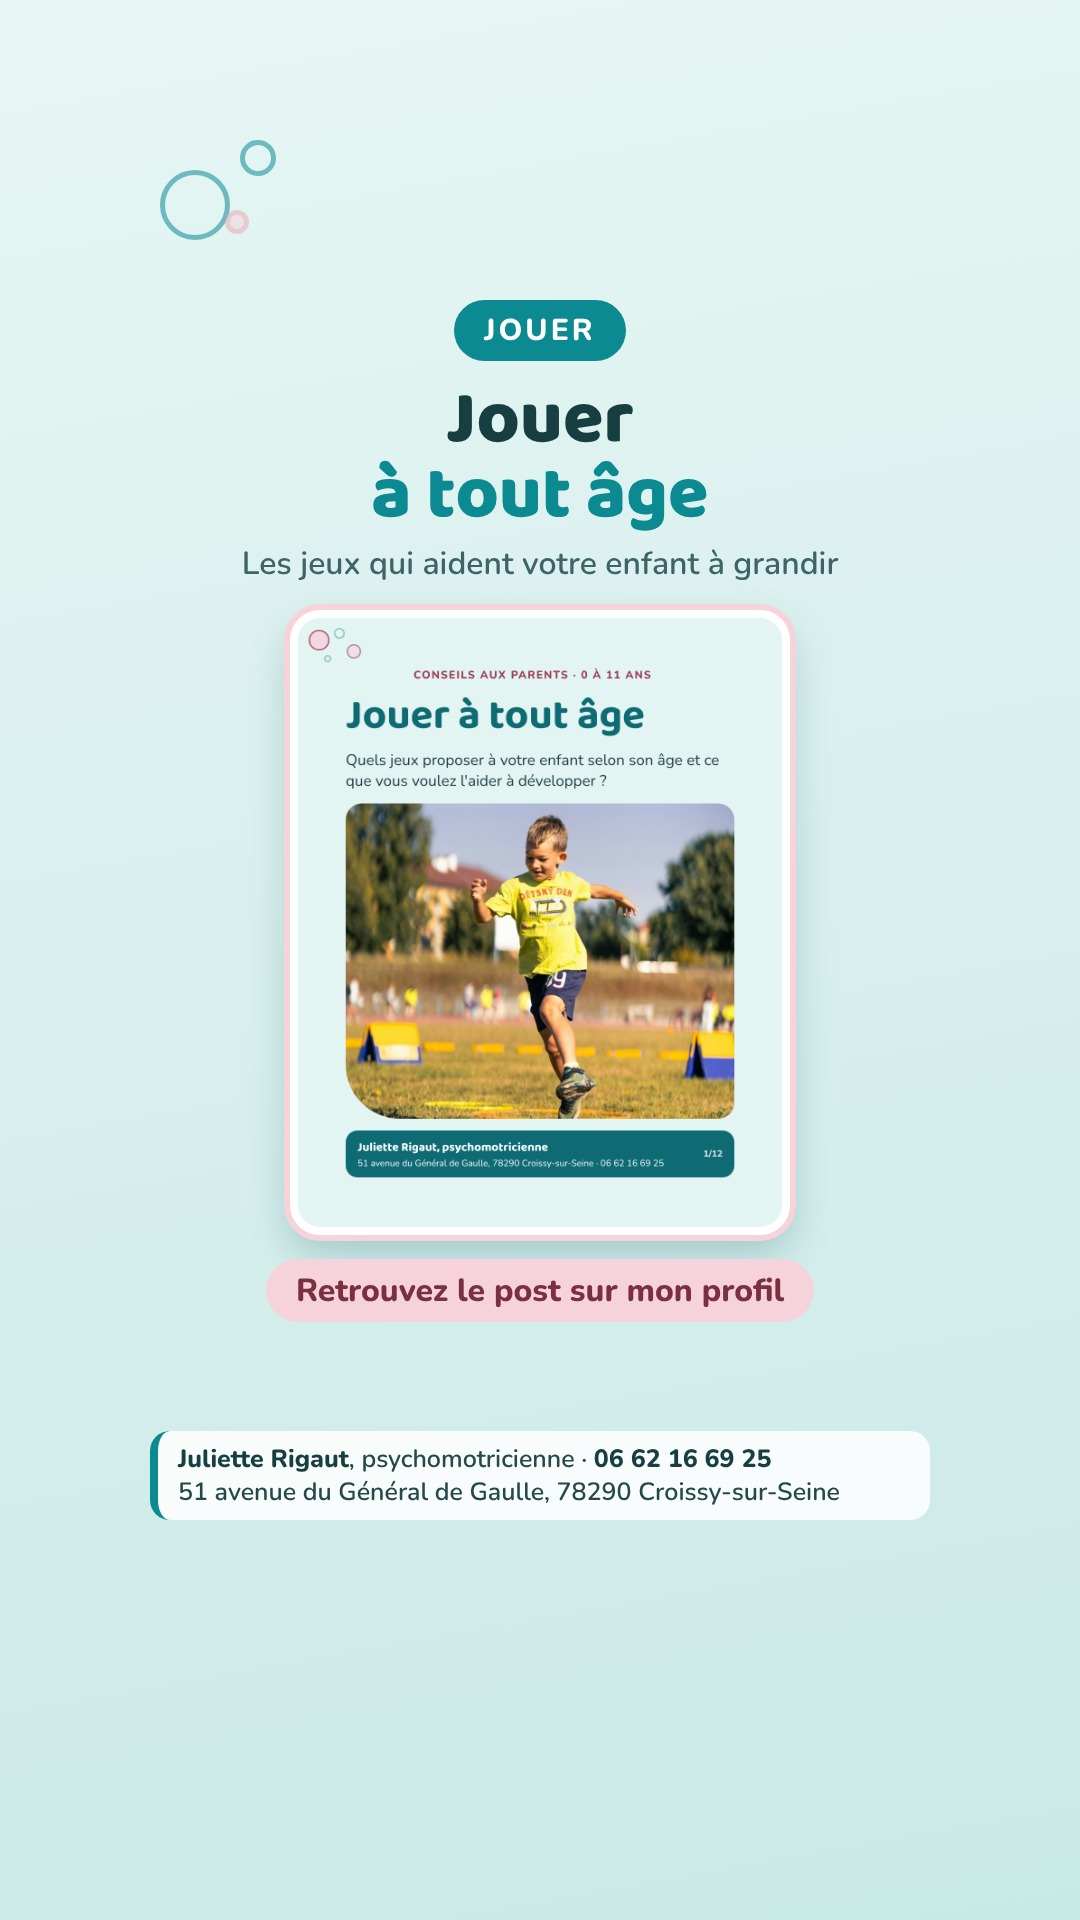 JOUER
Jouer
à tout âge
Les jeux qui aident votre enfant à grandir
CONSEILS AUX PARENTS · 0 À 11 ANS
Jouer à tout âge
Quels jeux proposer à votre enfant selon son âge et ce
que vous voulez l'aider à développer ?
DĚTSKÝ DEN
Juliette Rigaut, psychomotricienne
51 avenue du Général de Gaulle, 78290 Croissy-sur-Seine · 06 62 16 69 25
1/12
Retrouvez le post sur mon profil
Juliette Rigaut, psychomotricienne · 06 62 16 69 25
51 avenue du Général de Gaulle, 78290 Croissy-sur-Seine